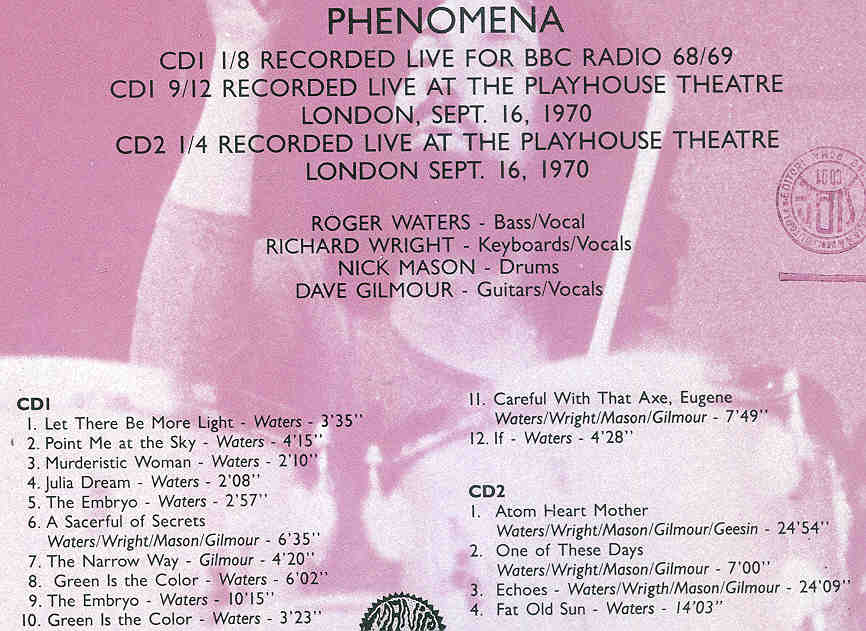 PHENOMENA
CD1 1/8 RECORDED LIVE FOR BBC RADIO 68/69
CD1 9/12 RECORDED LIVE AT THE PLAYHOUSE THEATRE
LONDON, SEPT. 16, 1970
CD2 1/4 RECORDED LIVE AT THE PLAYHOUSE THEATRE
LONDON SEPT. 16, 1970
ROGER WATERS - Bass/Vocal
RICHARD WRIGHT - Keyboards/Vocals
NICK MASON - Drums
DAVE GILMOUR - Guitars/Vocals
CD1
1. Let There Be More Light - Waters - 3'35''
2. Point Me at the Sky - Waters - 4'15''
3. Murderistic Woman - Waters - 2'10''
4. Julia Dream - Waters - 2'08''
5. The Embryo - Waters - 2'57''
6. A Sacerful of Secrets
Waters/Wright/Mason/Gilmour - 6'35''
7. The Narrow Way - Gilmour - 4'20''
8. Green Is the Color - Waters - 6'02''
9. The Embryo - Waters - 10'15''
10. Green Is the Color - Waters - 3'23''
11. Careful With That Axe, Eugene
Waters/Wright/Mason/Gilmour - 7'49''
12. If - Waters - 4'28''
CD2
1. Atom Heart Mother
Waters/Wright/Mason/Gilmour/Geesin - 24'54''
2. One of These Days
Waters/Wright/Mason/Gilmour - 7'00''
3. Echoes - Waters/Wrigth/Mason/Gilmour - 24'09''
4. Fat Old Sun - Waters - 14'03''